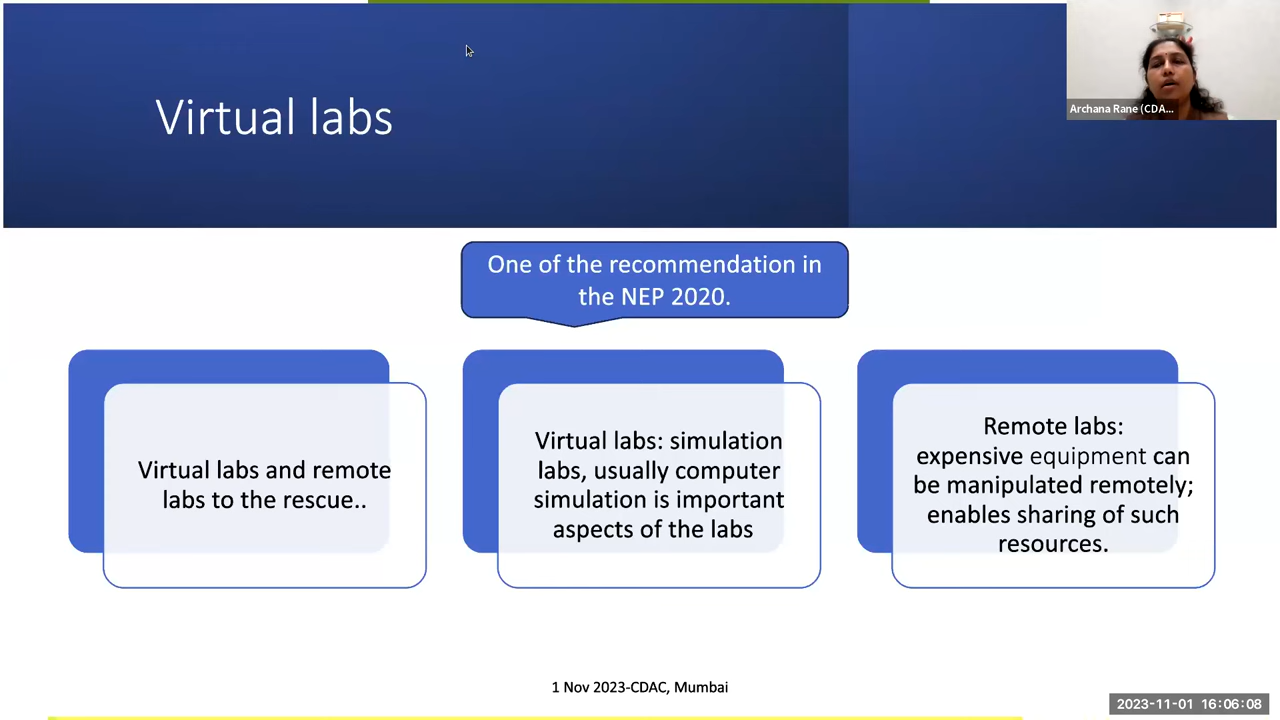 Virtual labs
Archana Rane (CDA...
One of the recommendation in
the NEP 2020.
Virtual labs and remote
labs to the rescue..
Virtual labs: simulation
labs, usually computer
simulation is important
aspects of the labs
Remote labs:
expensive equipment can
be manipulated remotely;
enables sharing of such
resources.
1 Nov 2023-CDAC, Mumbai
2023-11-01 16:06:08